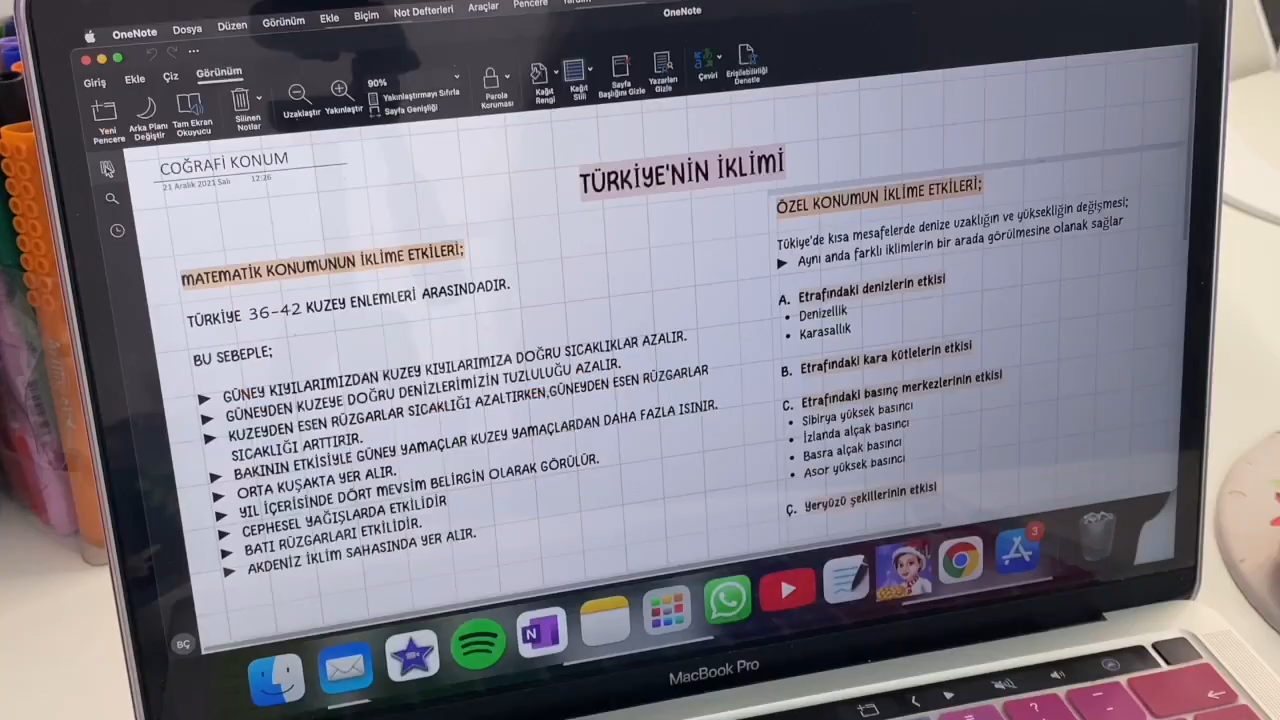 OneNote Dosya Düzen Görünüm Ekle Biçim Not Defterleri Araçlar Pencere
OneNote
Giriş Ekle Çiz Görünüm
Yeni Pencere
Arka Planı Değiştir
Tam Ekran Okuyucu
Silinen Notlar
Uzaklaştır
Yakınlaştır
90%
Yakınlaştırmayı Sıfırla
Sayfa Genişliği
Parola Koruması
Kağıt Rengi
Kağıt Stili
Sayfa Başlığını Gizle
Yazarları Gizle
Çeviri
Erişilebilirliği Denetle
COĞRAFİ KONUM
21 Aralık 2021 Salı 12:26
TÜRKİYE'NİN İKLİMİ
MATEMATİK KONUMUNUN İKLİME ETKİLERİ;
TÜRKİYE 36-42 KUZEY ENLEMLERİ ARASINDADIR.
BU SEBEPLE;
► GÜNEY KIYILARIMIZDAN KUZEY KIYILARIMIZA DOĞRU SICAKLIKLAR AZALIR.
► GÜNEYDEN KUZEYE DOĞRU DENİZLERİMİZİN TUZLULUĞU AZALIR.
► KUZEYDEN ESEN RÜZGARLAR SICAKLIĞI AZALTIRKEN,GÜNEYDEN ESEN RÜZGARLAR
SICAKLIĞI ARTTIRIR.
► BAKININ ETKİSİYLE GÜNEY YAMAÇLAR KUZEY YAMAÇLARDAN DAHA FAZLA ISINIR.
► ORTA KUŞAKTA YER ALIR.
► YIL İÇERİSİNDE DÖRT MEVSİM BELİRGİN OLARAK GÖRÜLÜR.
► CEPHESEL YAĞIŞLARDA ETKİLİDİR
► BATI RÜZGARLARI ETKİLİDİR.
► AKDENİZ İKLİM SAHASINDA YER ALIR.
ÖZEL KONUMUN İKLİME ETKİLERİ;
Tükiye'de kısa mesafelerde denize uzaklığın ve yüksekliğin değişmesi;
► Aynı anda farklı iklimlerin bir arada görülmesine olanak sağlar
A. Etrafındaki denizlerin etkisi
• Denizellik
• Karasallık
B. Etrafındaki kara kütlelerin etkisi
C. Etrafındaki basınç merkezlerinin etkisi
• Sibirya yüksek basıncı
• İzlanda alçak basıncı
• Basra alçak basıncı
• Asor yüksek basıncı
Ç. Yeryüzü şekillerinin etkisi
BÇ
N
3
MacBook Pro